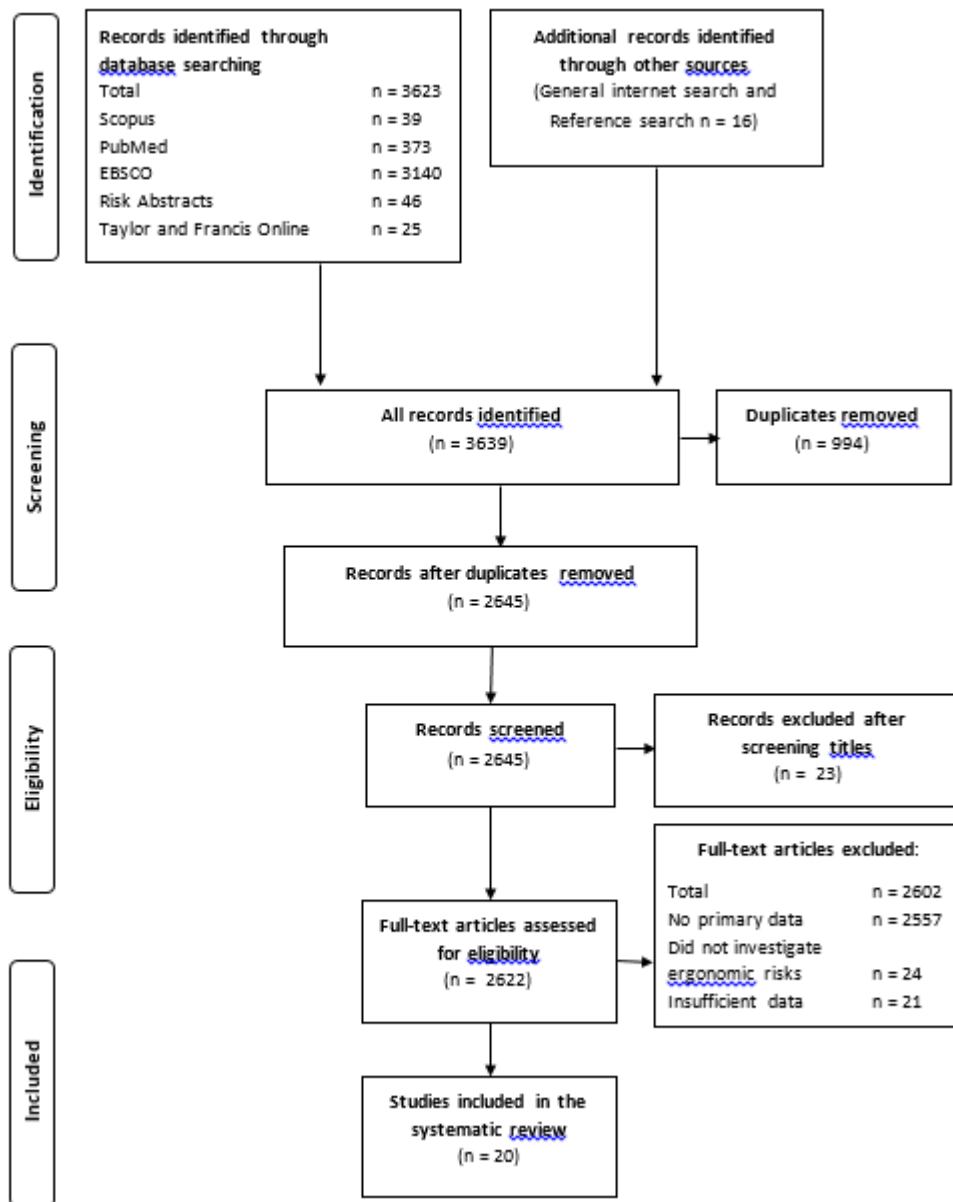 Identification
Records identified through
database searching
Total n = 3623
Scopus n = 39
PubMed n = 373
EBSCO n = 3140
Risk Abstracts n = 46
Taylor and Francis Online n = 25
Additional records identified
through other sources
(General internet search and
Reference search n = 16)
Screening
All records identified
(n = 3639)
Duplicates removed
(n = 994)
Records after duplicates removed
(n = 2645)
Eligibility
Records screened
(n = 2645)
Records excluded after
screening titles
(n = 23)
Full-text articles assessed
for eligibility
(n = 2622)
Full-text articles excluded:
Total n = 2602
No primary data n = 2557
Did not investigate
ergonomic risks n = 24
Insufficient data n = 21
Included
Studies included in the
systematic review
(n = 20)